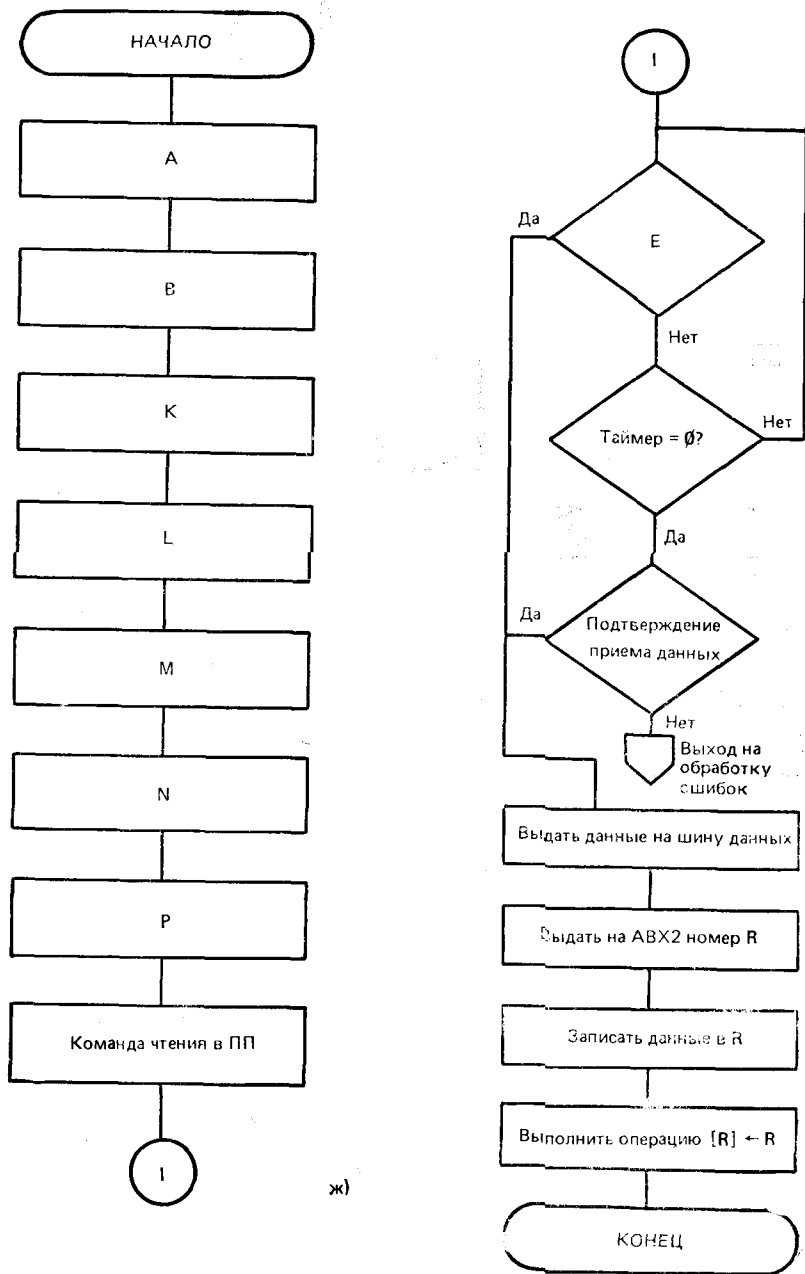 НАЧАЛО
A
B
K
L
M
N
P
Команда чтения в ПП
1
ж)
1
Да
E
Нет
Таймер = Ø?
Нет
Да
Да
Подтверждение
приема данных
Нет
Выход на
обработку
ошибок
Выдать данные на шину данных
Выдать на АВХ2 номер R
Записать данные в R
Выполнить операцию [R] ← R
КОНЕЦ